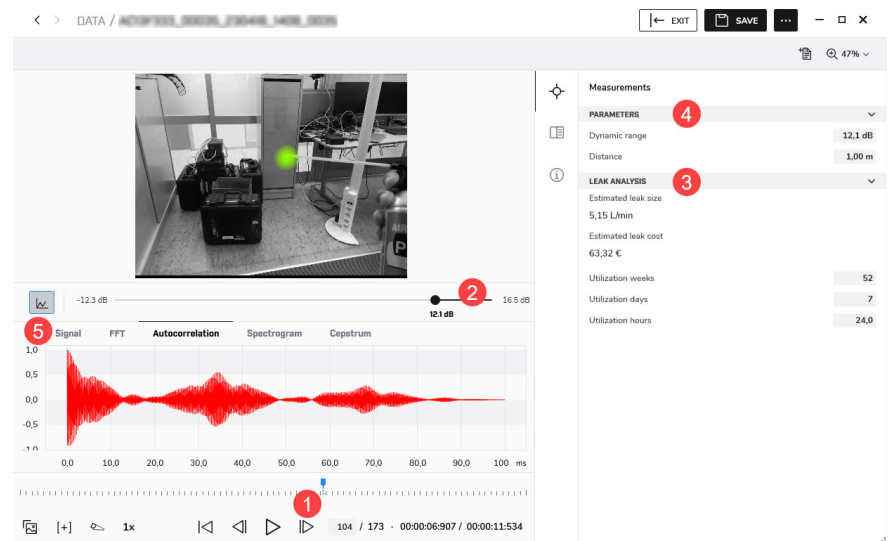 DATA /
EXIT SAVE ...
47%
Measurements
4
PARAMETERS
Dynamic range 12,1 dB
Distance 1,00 m
3
LEAK ANALYSIS
Estimated leak size
5,15 L/min
Estimated leak cost
63,32 €
Utilization weeks 52
Utilization days 7
Utilization hours 24,0
AIR
P
2
-12.3 dB 16.5 dB
12.1 dB
5
Signal FFT Autocorrelation Spectrogram Cepstrum
1,0
0,5
0,0
-0,5
-1,0
0,0 10,0 20,0 30,0 40,0 50,0 60,0 70,0 80,0 90,0 100 ms
1
[+] 1x 104 / 173 · 00:00:06:907 / 00:00:11:534